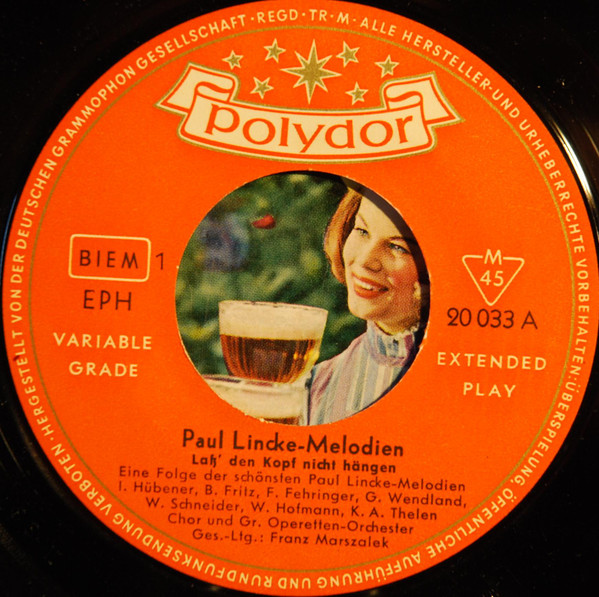 HERGESTELLT VON DER DEUTSCHEN GRAMMOPHON GESELLSCHAFT · REGD · TR · M · ALLE HERSTELLER- UND URHEBERRECHTE VORBEHALTEN: ÜBERSPIELUNG, ÖFFENTLICHE AUFFÜHRUNG UND RUNDFUNKSENDUNG VERBOTEN ·
Polydor
BIEM 1
EPH
VARIABLE
GRADE
M
45
20 033 A
EXTENDED
PLAY
Paul Lincke-Melodien
Laß' den Kopf nicht hängen
Eine Folge der schönsten Paul Lincke-Melodien
I. Hübener, B. Fritz, F. Fehringer, G. Wendland,
W. Schneider, W. Hofmann, K. A. Thelen
Chor und Gr. Operetten-Orchester
Ges.-Ltg.: Franz Marszalek